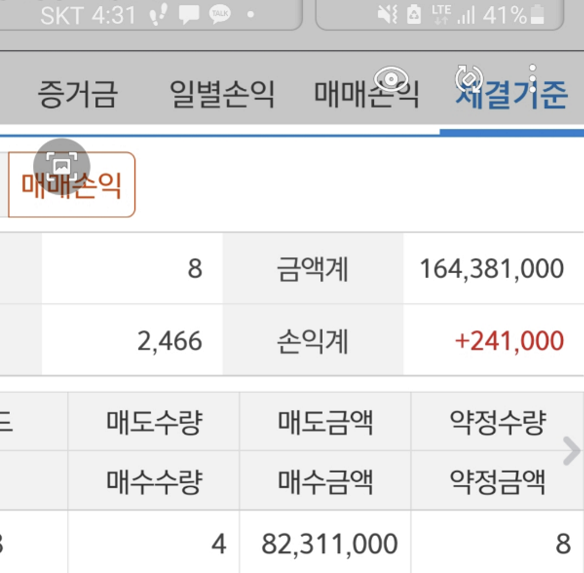 SKT 4:31 TALK LTE 41%
증거금 일별손익 매매손익 체결기준
매매손익
8 금액계 164,381,000
2,466 손익계 +241,000
드 매도수량 매도금액 약정수량
매수수량 매수금액 약정금액
4 82,311,000 8